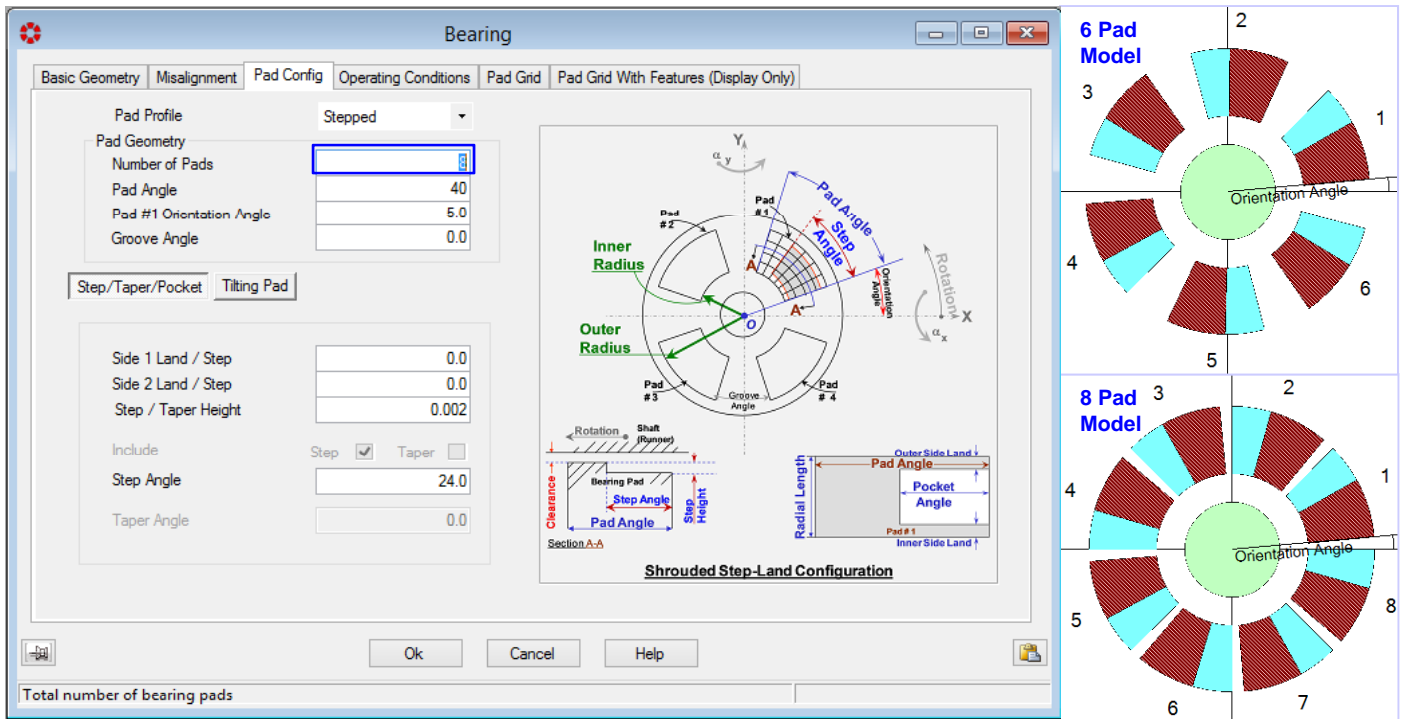 Bearing
Basic Geometry Misalignment Pad Config Operating Conditions Pad Grid Pad Grid With Features (Display Only)
Pad Profile Stepped
Pad Geometry
Number of Pads 8
Pad Angle 40
Pad #1 Orientation Angle 5.0
Groove Angle 0.0
Step/Taper/Pocket Tilting Pad
Side 1 Land / Step 0.0
Side 2 Land / Step 0.0
Step / Taper Height 0.002
Include Step Taper
Step Angle 24.0
Taper Angle 0.0
Y
α y
Pad
#1
Pad
#2
Pad Angle
Step
Angle
Inner
Radius
A
A
Orientation
Angle
Rotation
X
α x
O
Outer
Radius
Pad
#3
Groove
Angle
Pad
# 4
Rotation
Shaft
(Runner)
Bearing Pad
Clearance
Step Angle
Pad Angle
Step
Height
Section A-A
Outer Side Land
Pad Angle
Radial Length
Pocket
Angle
Pad# 1
Inner Side Land
Shrouded Step-Land Configuration
Ok Cancel Help
Total number of bearing pads
6 Pad
Model
2
3
1
Orientation Angle
4
6
5
8 Pad
Model
3
2
4
1
Orientation Angle
5
8
6
7